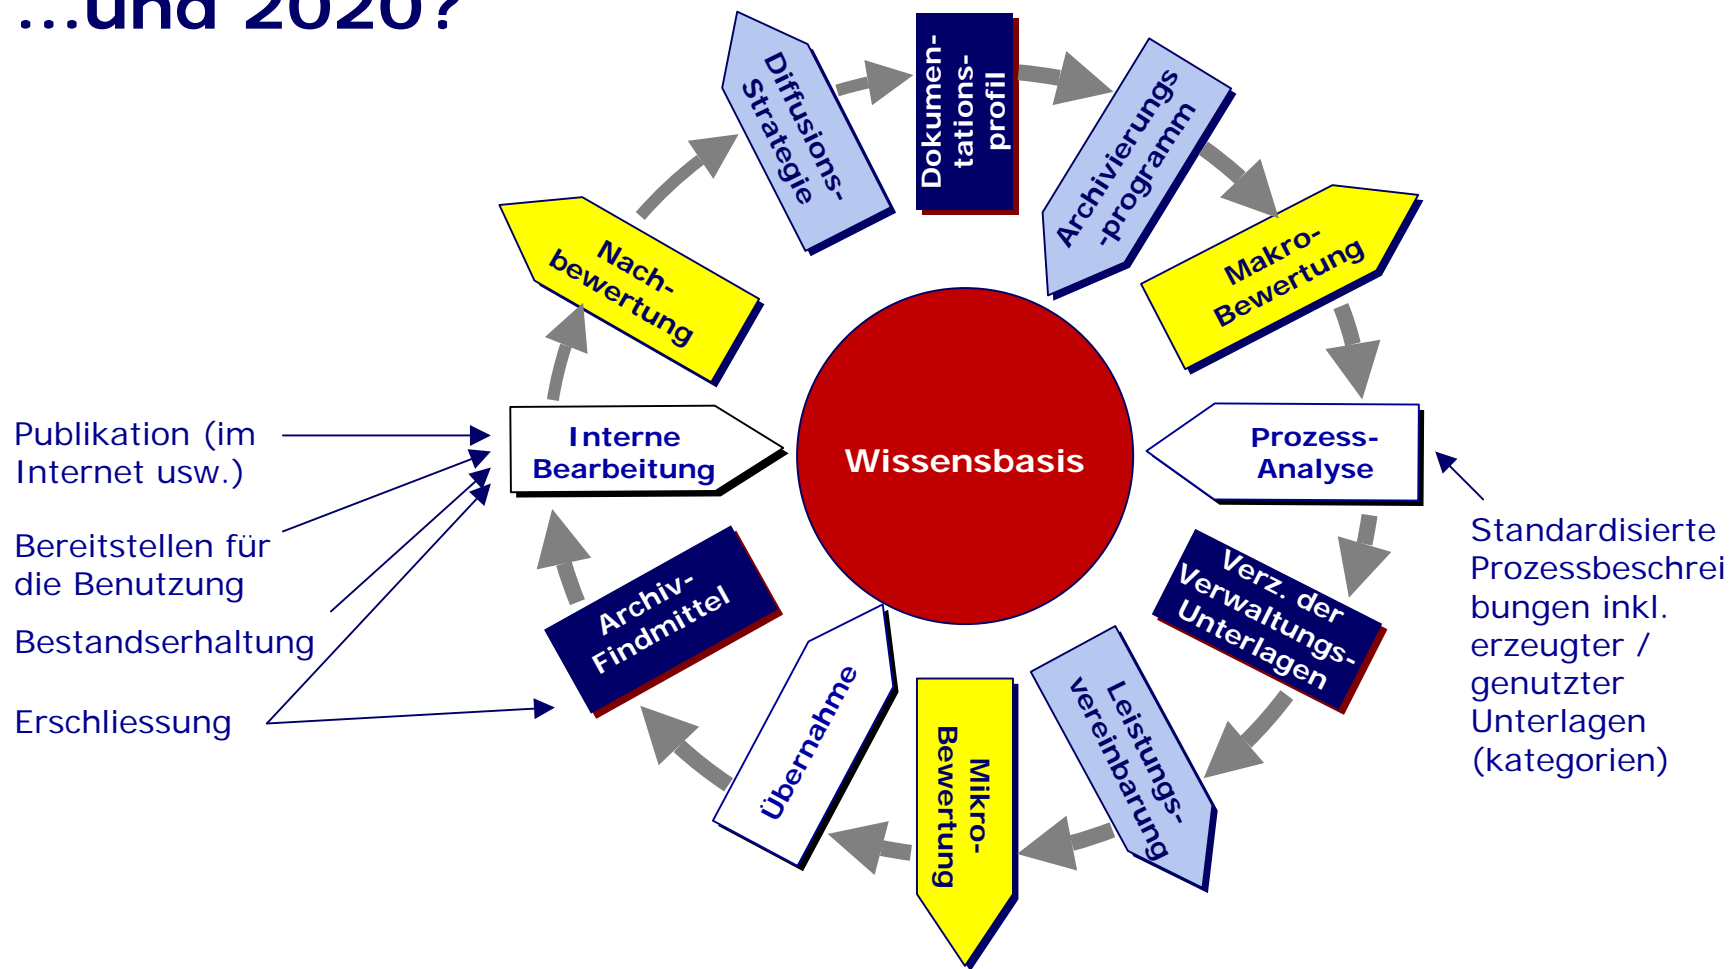 ...und 2020?
Diffusions-
Strategie
Dokumen-
tations-
profil
Archivierungs
-programm
Makro-
Bewertung
Nach-
bewertung
Publikation (im
Internet usw.)
Interne
Bearbeitung
Wissensbasis
Prozess-
Analyse
Bereitstellen für
die Benutzung
Bestandserhaltung
Erschliessung
Standardisierte
Prozessbeschrei
bungen inkl.
erzeugter /
genutzter
Unterlagen
(kategorien)
Verz. der
Verwaltungs-
Unterlagen
Archiv-
Findmittel
Übernahme
Mikro-
Bewertung
Leistungs-
vereinbarung